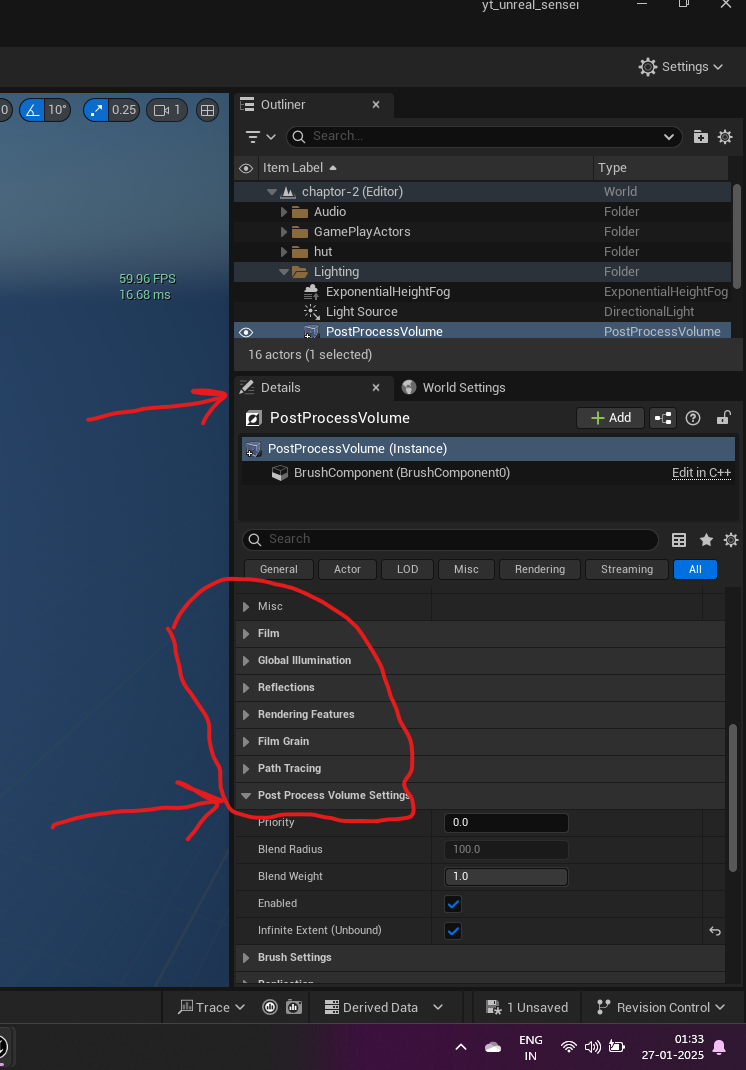 yt_unreal_sensei
Settings
0 10° 0.25 1
Outliner
Search...
Item Label Type
chaptor-2 (Editor) World
Audio Folder
GamePlayActors Folder
hut Folder
Lighting Folder
ExponentialHeightFog ExponentialHeightFog
Light Source DirectionalLight
PostProcessVolume PostProcessVolume
59.96 FPS
16.68 ms
16 actors (1 selected)
Details World Settings
PostProcessVolume Add
PostProcessVolume (Instance)
BrushComponent (BrushComponent0) Edit in C++
Search
General Actor LOD Misc Rendering Streaming All
Misc
Film
Global Illumination
Reflections
Rendering Features
Film Grain
Path Tracing
Post Process Volume Settings
Priority 0.0
Blend Radius 100.0
Blend Weight 1.0
Enabled
Infinite Extent (Unbound)
Brush Settings
Replication
Trace Derived Data 1 Unsaved Revision Control
ENG 01:33
IN 27-01-2025